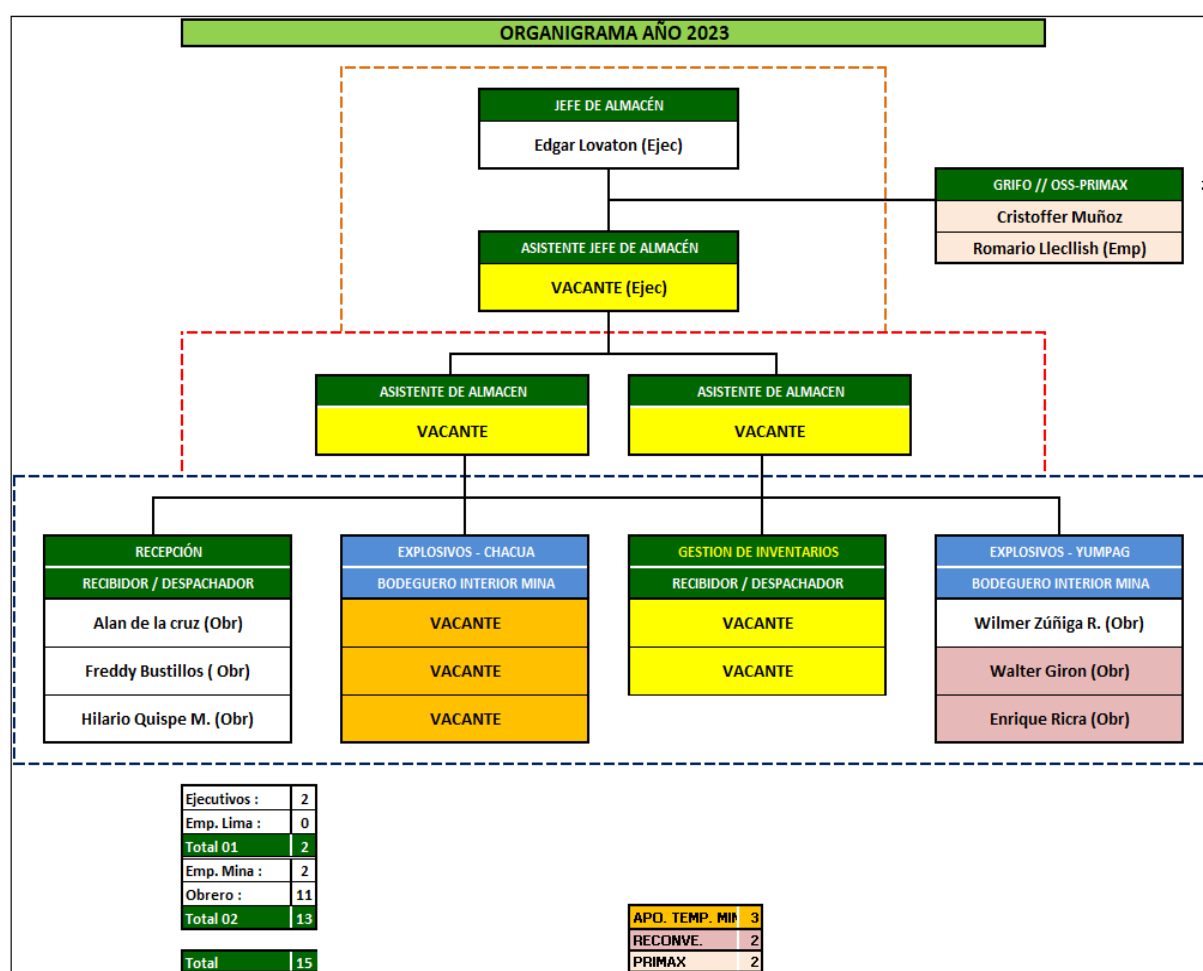 ORGANIGRAMA AÑO 2023
JEFE DE ALMACÉN
Edgar Lovaton (Ejec)
GRIFO // OSS-PRIMAX
Cristoffer Muñoz
Romario Llecllish (Emp)
ASISTENTE JEFE DE ALMACÉN
VACANTE (Ejec)
ASISTENTE DE ALMACEN
VACANTE
ASISTENTE DE ALMACEN
VACANTE
RECEPCIÓN
RECIBIDOR / DESPACHADOR
Alan de la cruz (Obr)
Freddy Bustillos ( Obr)
Hilario Quispe M. (Obr)
EXPLOSIVOS - CHACUA
BODEGUERO INTERIOR MINA
VACANTE
VACANTE
VACANTE
GESTION DE INVENTARIOS
RECIBIDOR / DESPACHADOR
VACANTE
VACANTE
EXPLOSIVOS - YUMPAG
BODEGUERO INTERIOR MINA
Wilmer Zúñiga R. (Obr)
Walter Giron (Obr)
Enrique Ricra (Obr)
Ejecutivos : 2
Emp. Lima : 0
Total 01 2
Emp. Mina : 2
Obrero : 11
Total 02 13
Total 15
APO. TEMP. MIN 3
RECONVE. 2
PRIMAX 2